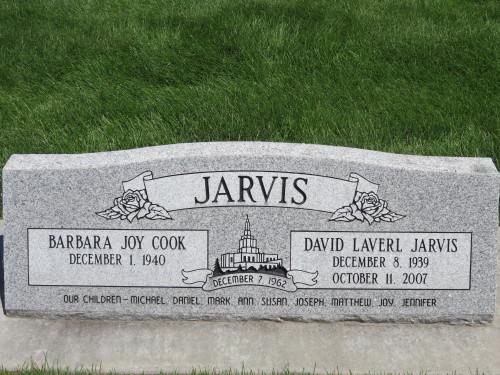 JARVIS
BARBARA JOY COOK
DECEMBER 1, 1940
DAVID LAVERL JARVIS
DECEMBER 8, 1939
OCTOBER 11, 2007
DECEMBER 7, 1962
OUR CHILDREN – MICHAEL, DANIEL, MARK, ANN, SUSAN, JOSEPH, MATTHEW, JOY, JENNIFER